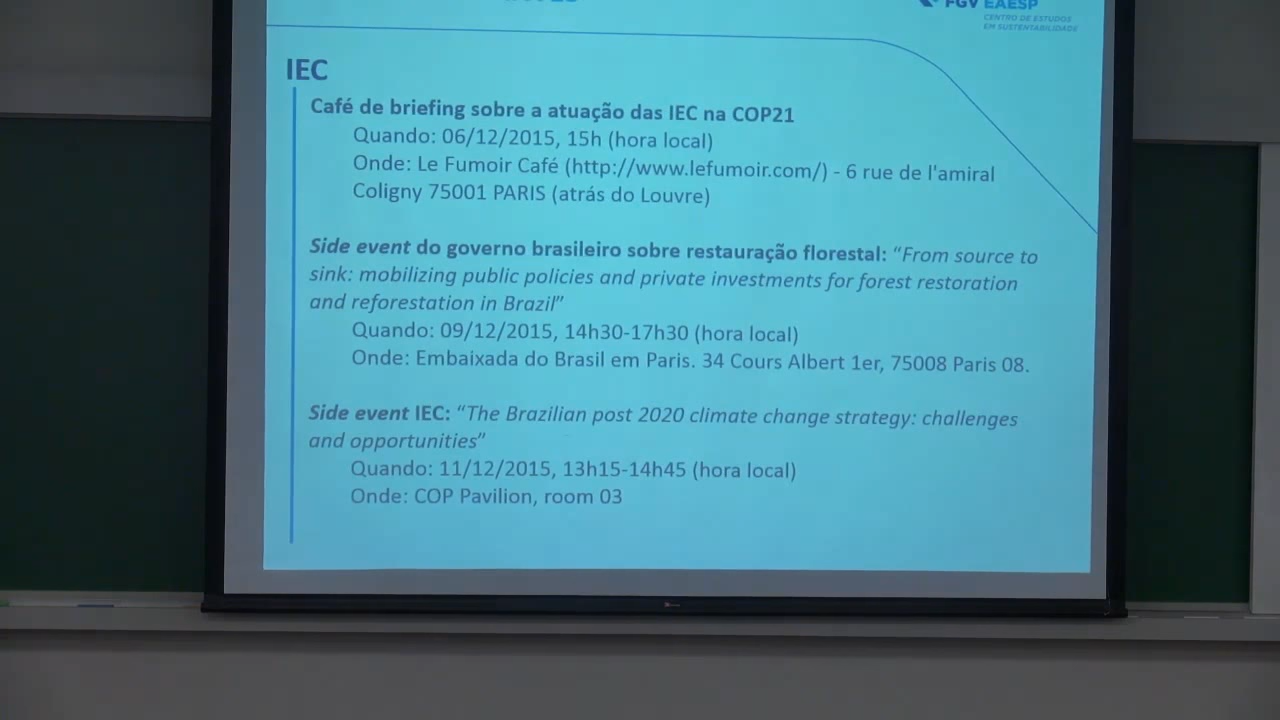 FGV EAESP
CENTRO DE ESTUDOS
EM SUSTENTABILIDADE
IEC
Café de briefing sobre a atuação das IEC na COP21
Quando: 06/12/2015, 15h (hora local)
Onde: Le Fumoir Café (http://www.lefumoir.com/) - 6 rue de l'amiral
Coligny 75001 PARIS (atrás do Louvre)
Side event do governo brasileiro sobre restauração florestal: “From source to
sink: mobilizing public policies and private investments for forest restoration
and reforestation in Brazil”
Quando: 09/12/2015, 14h30-17h30 (hora local)
Onde: Embaixada do Brasil em Paris. 34 Cours Albert 1er, 75008 Paris 08.
Side event IEC: “The Brazilian post 2020 climate change strategy: challenges
and opportunities”
Quando: 11/12/2015, 13h15-14h45 (hora local)
Onde: COP Pavilion, room 03